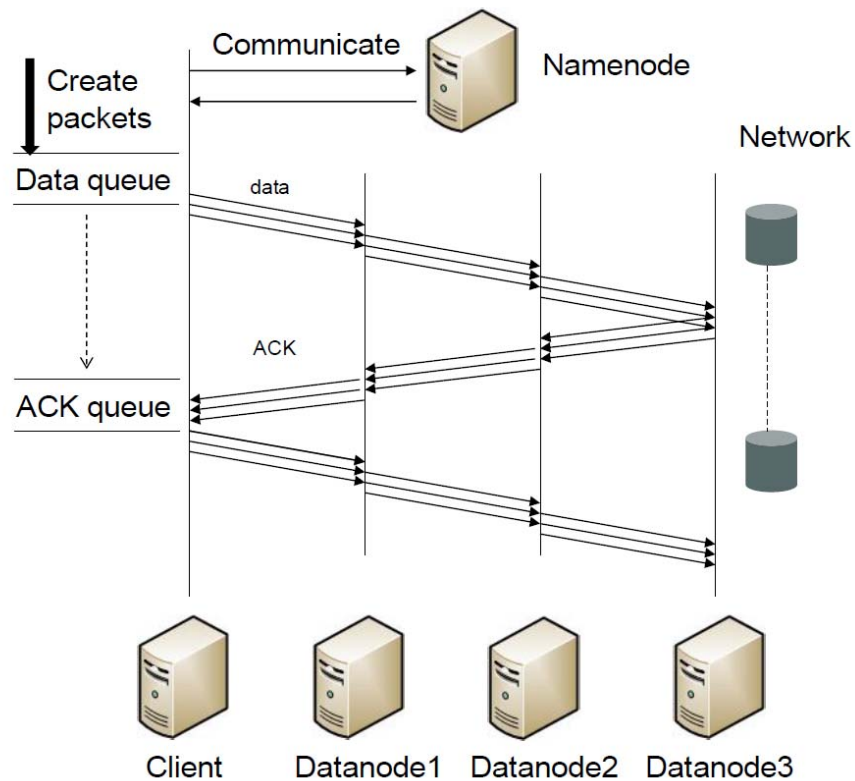 Communicate
Namenode
Create
packets
Network
Data queue
data
ACK
ACK queue
Client
Datanode1
Datanode2
Datanode3